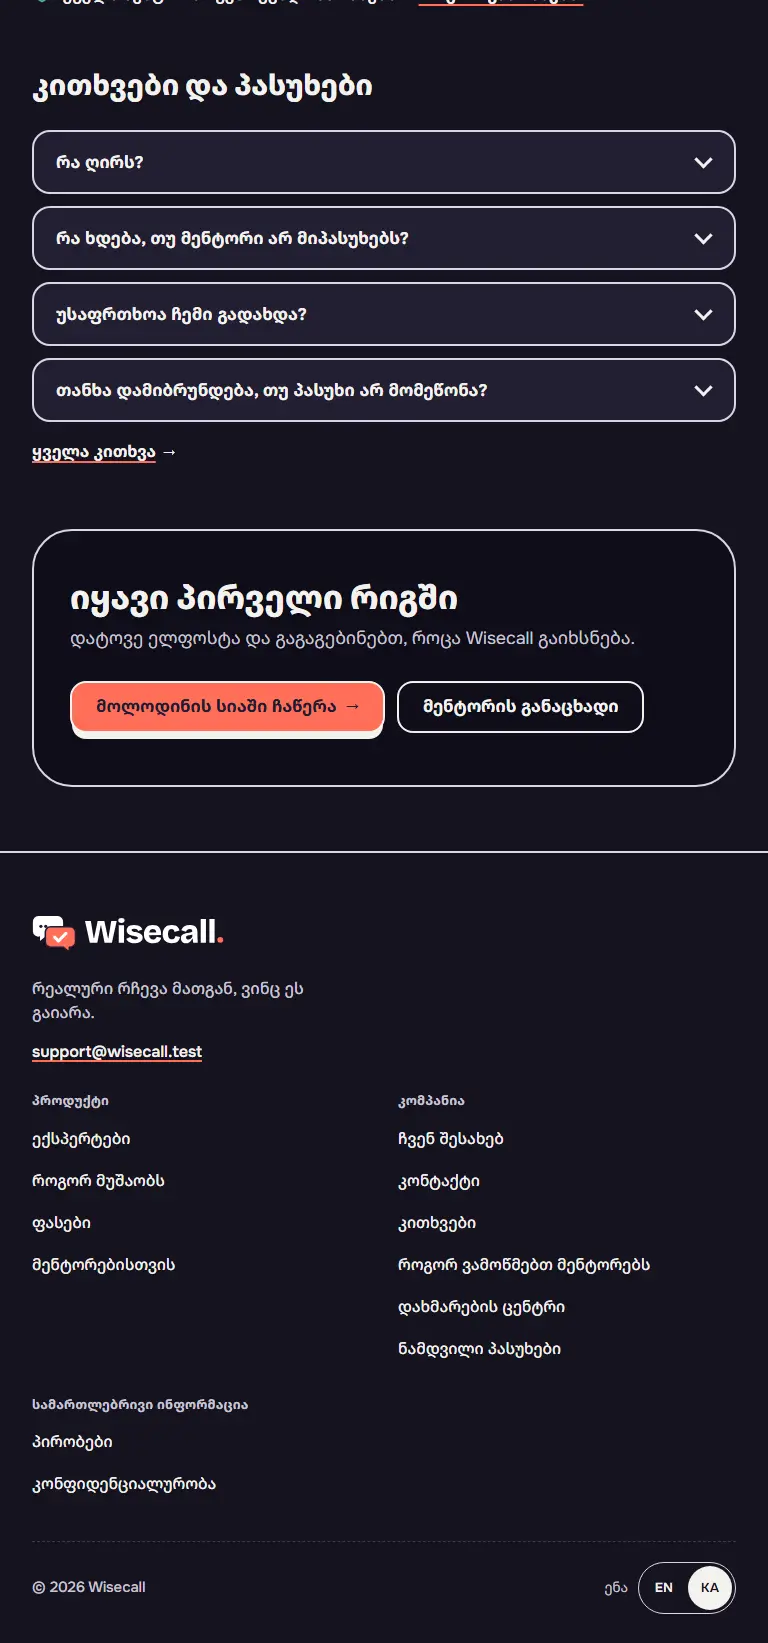 კითხვები და პასუხები
რა ღირს?
რა ხდება, თუ მენტორი არ მიპასუხებს?
უსაფრთხოა ჩემი გადახდა?
თანხა დამიბრუნდება, თუ პასუხი არ მომეწონა?
ყველა კითხვა →
იყავი პირველი რიგში
დატოვე ელფოსტა და გაგაგებინებთ, როცა Wisecall გაიხსნება.
მოლოდინის სიაში ჩაწერა →
მენტორის განაცხადი
Wisecall.
რეალური რჩევა მათგან, ვინც ეს
გაიარა.
support@wisecall.test
პროდუქტი
ექსპერტები
როგორ მუშაობს
ფასები
მენტორებისთვის
კომპანია
ჩვენ შესახებ
კონტაქტი
კითხვები
როგორ ვამოწმებთ მენტორებს
დახმარების ცენტრი
ნამდვილი პასუხები
სამართლებრივი ინფორმაცია
პირობები
კონფიდენციალურობა
© 2026 Wisecall
ენა EN KA